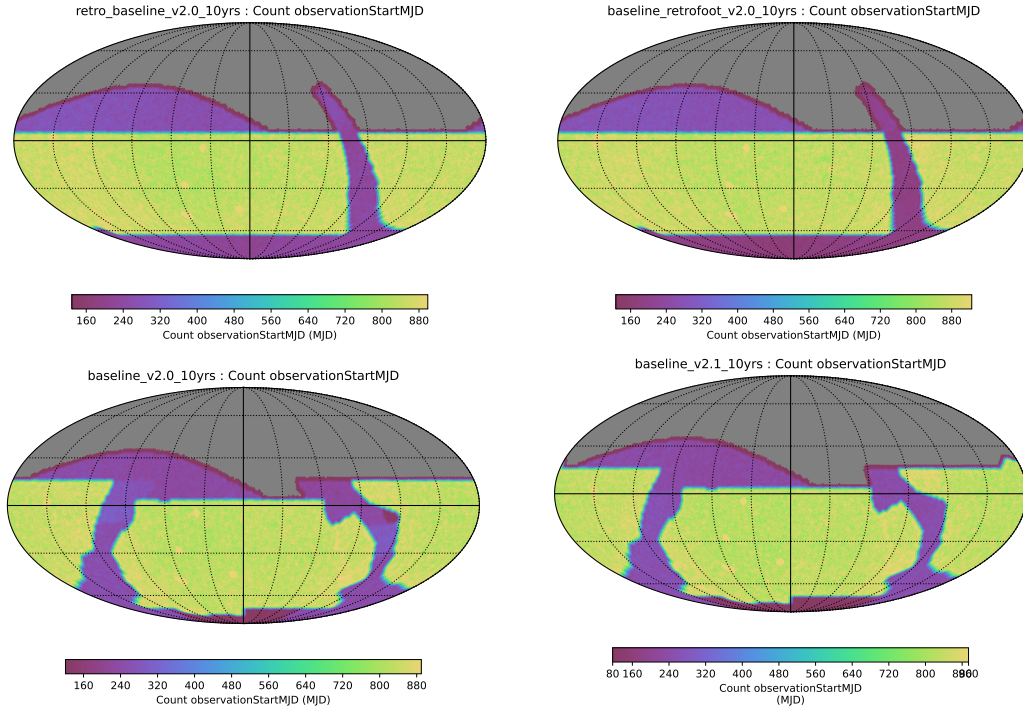 retro_baseline_v2.0_10yrs : Count observationStartMJD
baseline_retrofoot_v2.0_10yrs : Count observationStartMJD
160 240 320 400 480 560 640 720 800 880
Count observationStartMJD (MJD)
160 240 320 400 480 560 640 720 800
Count observationStartMJD (MJD)
baseline_v2.0_10yrs : Count observationStartMJD
baseline_v2.1_10yrs : Count observationStartMJD
160 240 320 400 480 560 640 720 800 880
Count observationStartMJD (MJD)
80 160 240 320 400 480 560 640 720 800
Count observationStartMJD
(MJD)